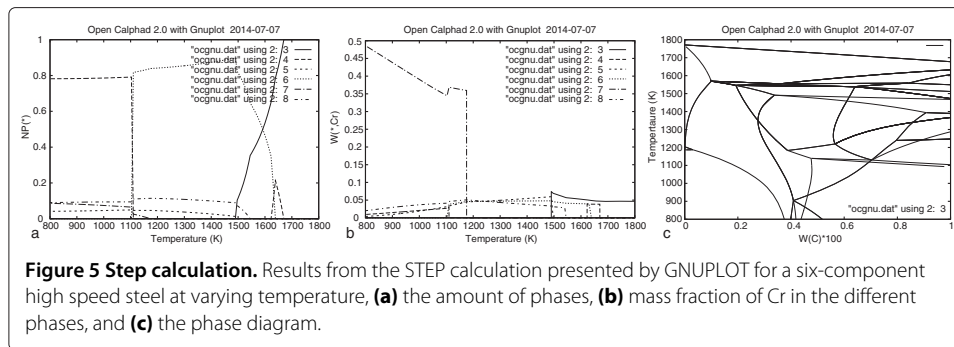 Open Calphad 2.0 with Gnuplot 2014-07-07
1
0.8
0.6
0.4
0.2
0
NP(*)
"ocgnu.dat" using 2: 3
"ocgnu.dat" using 2: 4
"ocgnu.dat" using 2: 5
"ocgnu.dat" using 2: 6
"ocgnu.dat" using 2: 7
"ocgnu.dat" using 2: 8
800 900 1000 1100 1200 1300 1400 1500 1600 1700 1800
a
Temperature (K)
Open Calphad 2.0 with Gnuplot 2014-07-07
0.5
0.45
0.4
0.35
0.3
0.25
0.2
0.15
0.1
0.05
0
W(*,Cr)
"ocgnu.dat" using 2: 3
"ocgnu.dat" using 2: 4
"ocgnu.dat" using 2: 5
"ocgnu.dat" using 2: 6
"ocgnu.dat" using 2: 7
"ocgnu.dat" using 2: 8
800 900 1000 1100 1200 1300 1400 1500 1600 1700 1800
b
Temperature (K)
Open Calphad 2.0 with Gnuplot 2014-07-07
1800
1700
1600
1500
1400
1300
1200
1100
1000
900
800
Tempertaure (K)
"ocgnu.dat" using 2: 3
0 0.2 0.4 0.6 0.8 1
c
W(C)*100
Figure 5 Step calculation. Results from the STEP calculation presented by GNUPLOT for a six-component
high speed steel at varying temperature, (a) the amount of phases, (b) mass fraction of Cr in the different
phases, and (c) the phase diagram.